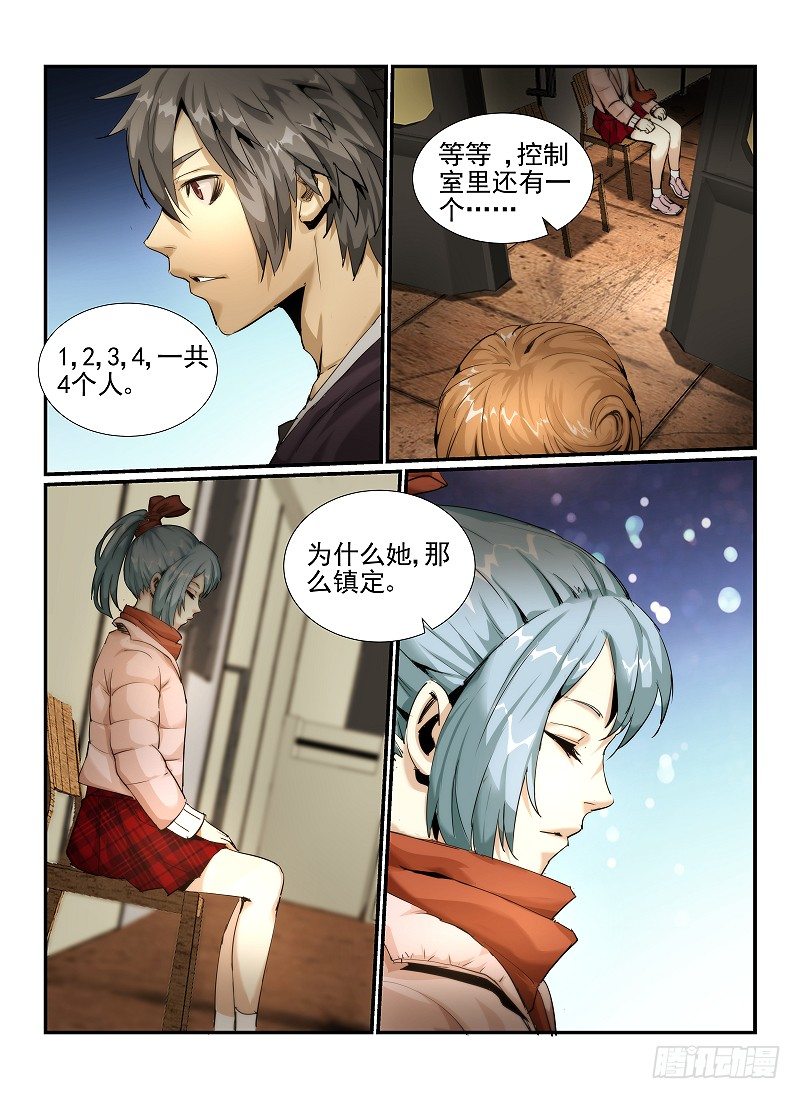 1,2,3,4,一共
4个人。
等等 ,控制
室里还有一
个……
为什么她,那
么镇定。
腾讯动漫